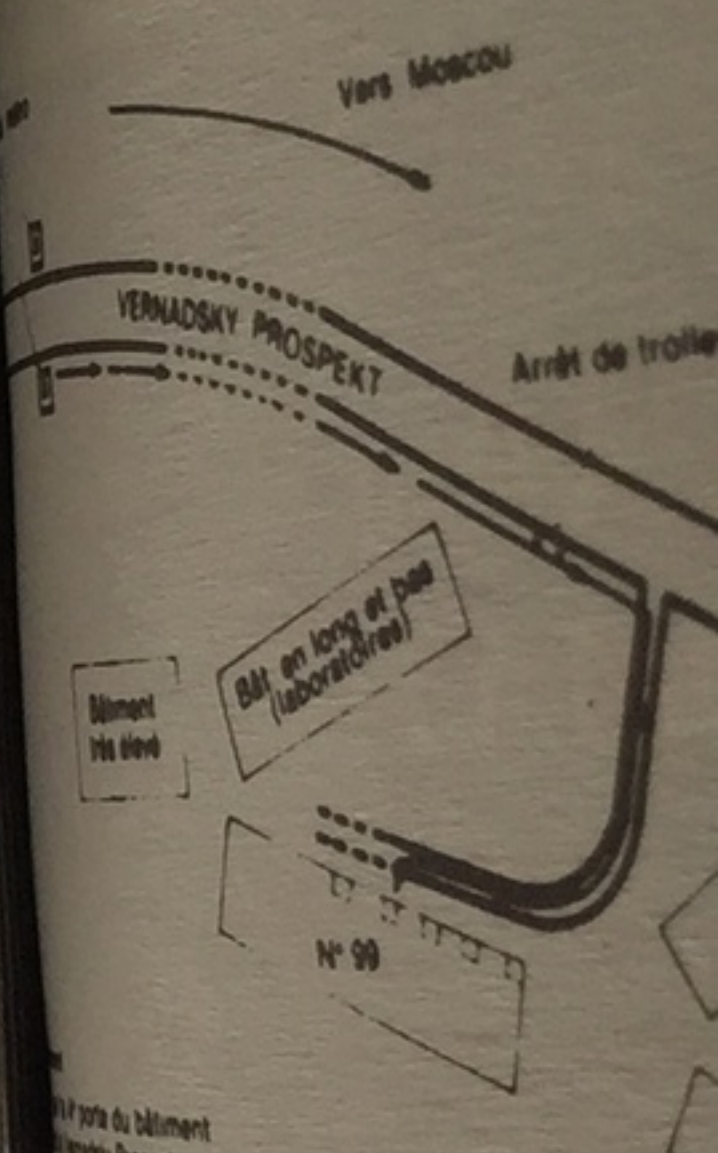 Vers Moscou
VERNADSKY PROSPEKT
Arrêt de trolle
Bât en long et bas
(laboratoires)
Bâtiment
très élevé
N° 99
porte du bâtiment